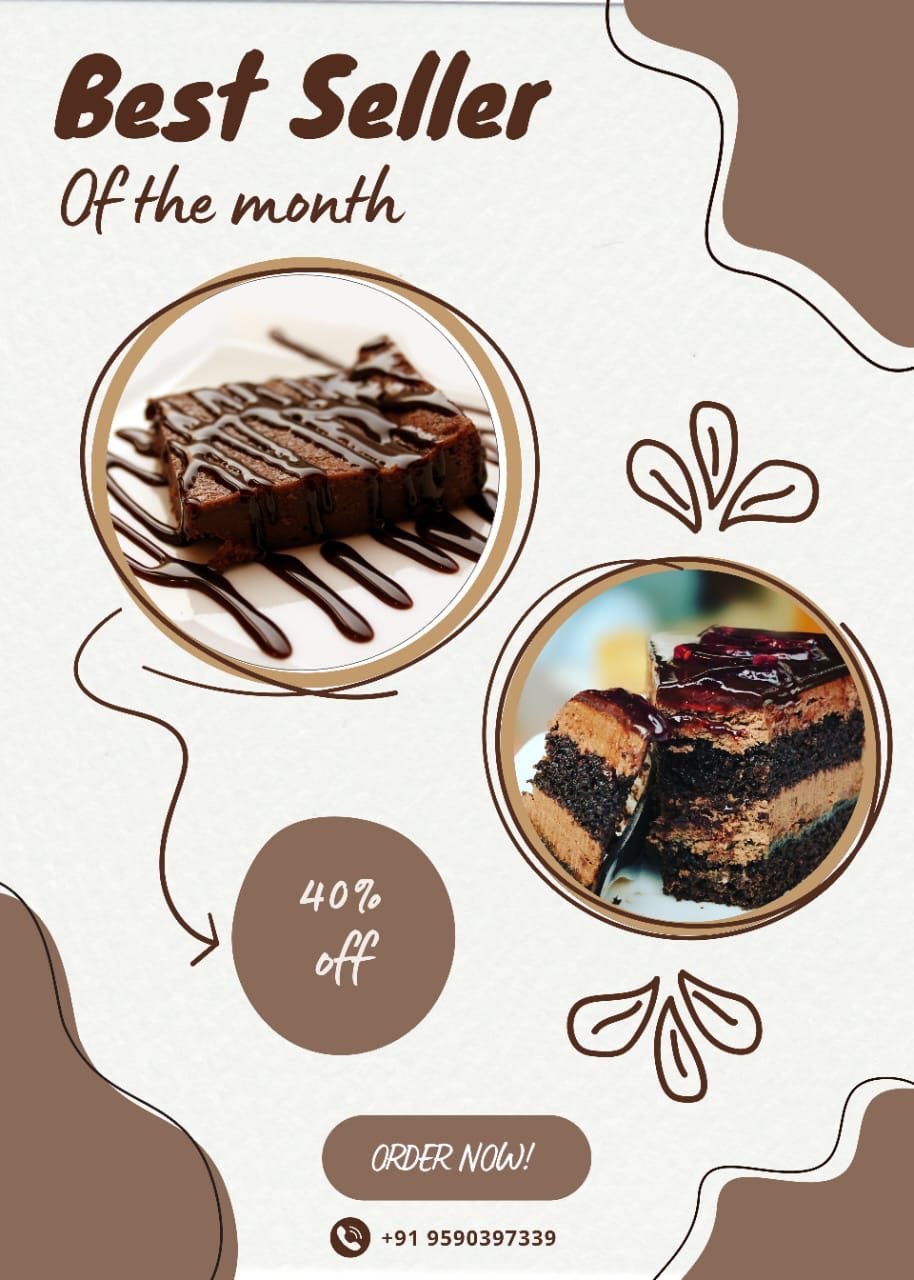 Best Seller
Of the month
40%
off
ORDER NOW!
+91 9590397339